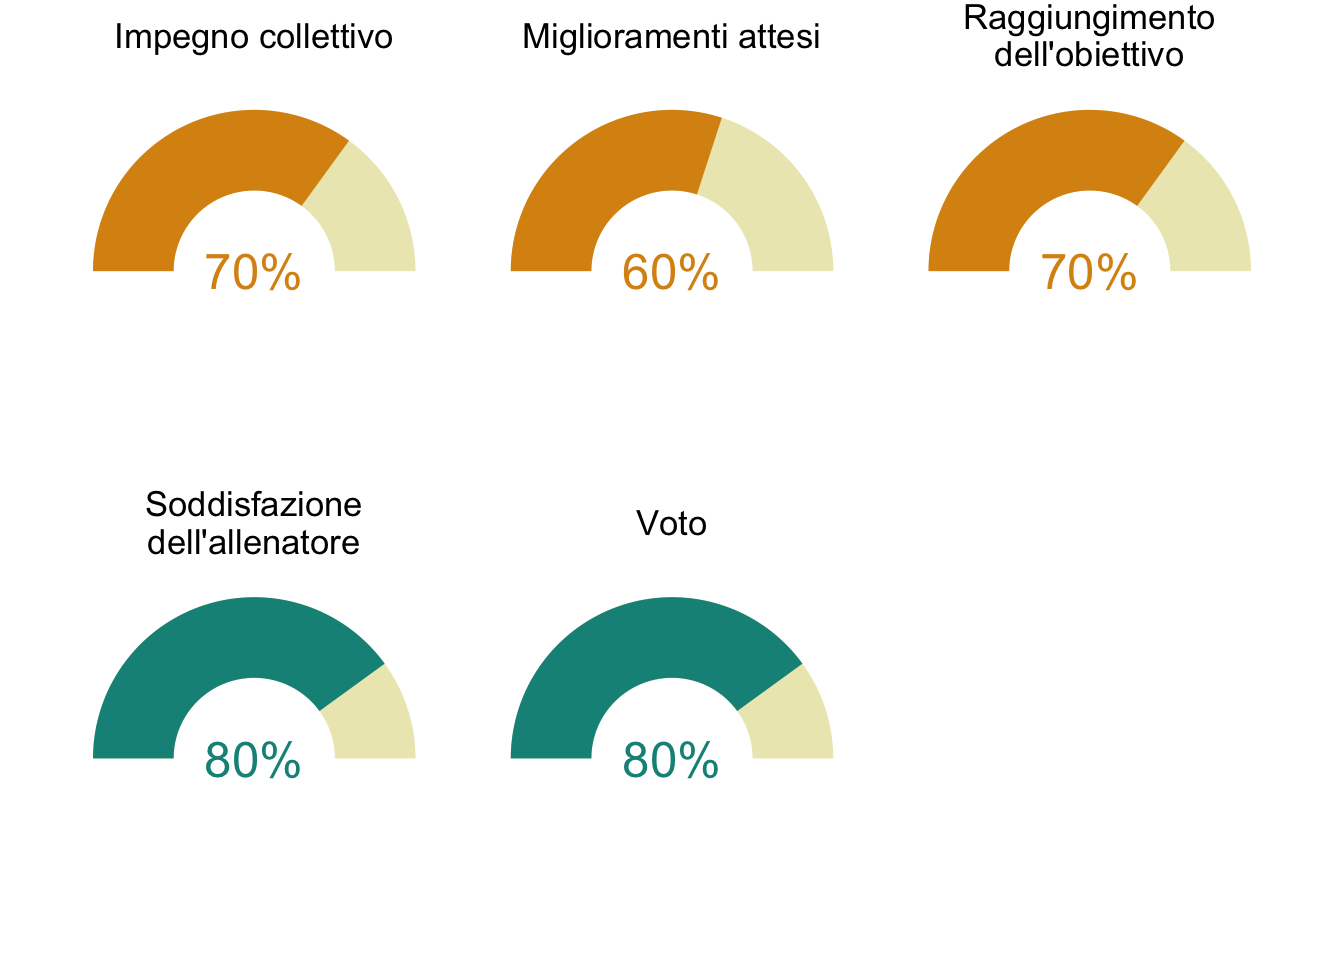 Impegno collettivo
Miglioramenti attesi
Raggiungimento
dell'obiettivo
70%
60%
70%
Soddisfazione
dell'allenatore
Voto
80%
80%